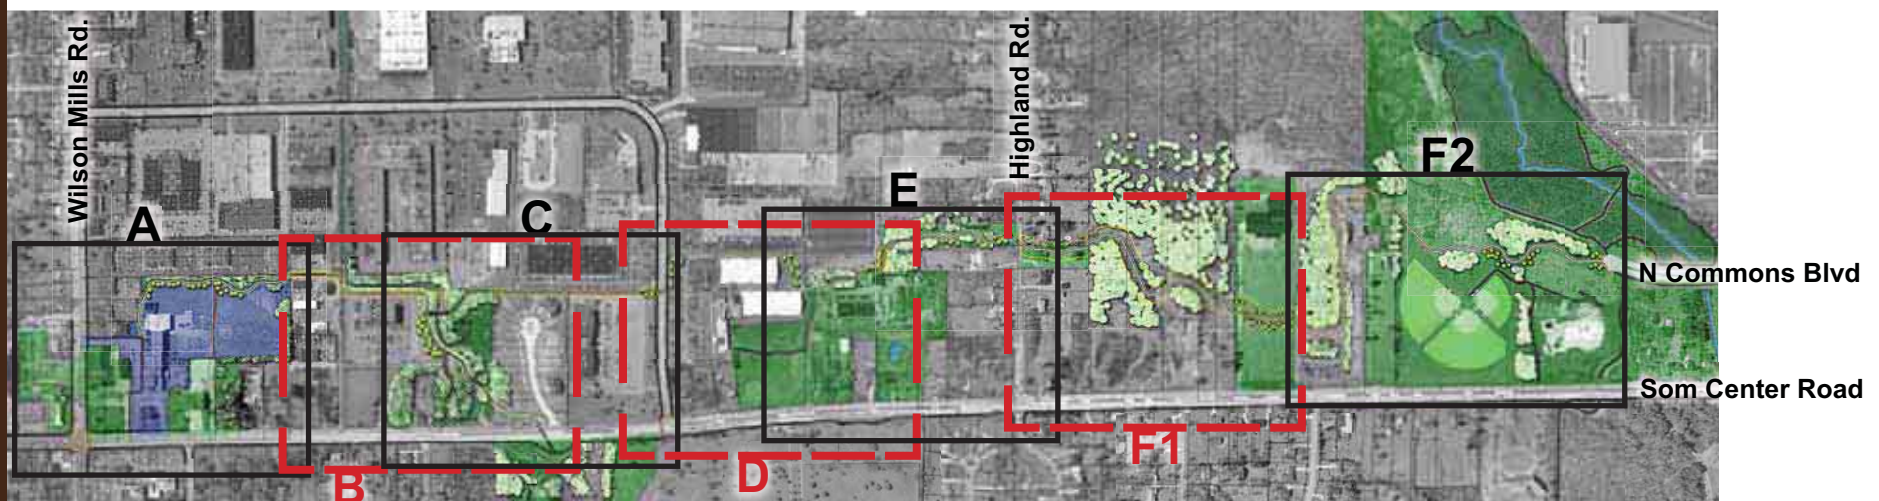 Wilson Mills Rd.
Highland Rd.
A
C
E
F2
N Commons Blvd
Som Center Road
B
D
F1